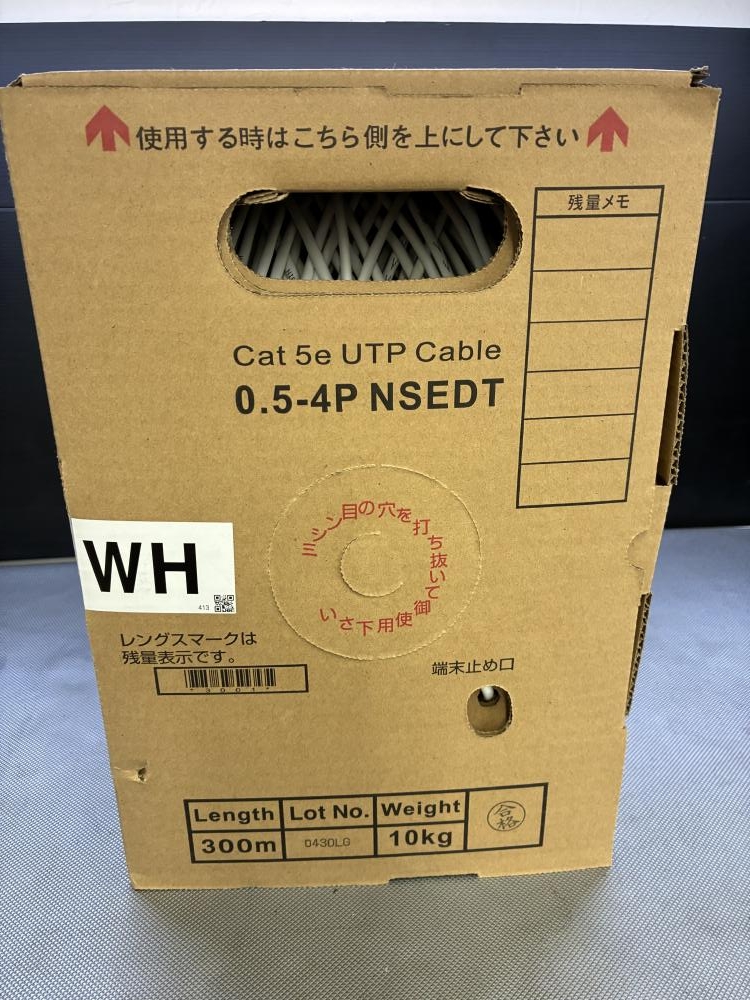 使用する時はこちら側を上にして下さい
残量メモ
Cat 5e UTP Cable
0.5-4P NSEDT
ミシン目の穴を打ち抜いて御使用下さい
WH
413
レングスマークは
残量表示です。
*3001*
端末止め口
Length Lot No. Weight
合格
300m 0430LG 10kg